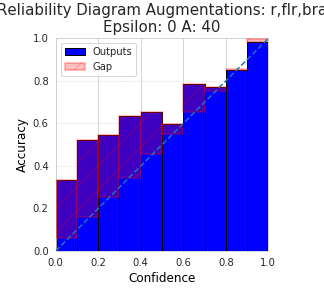 Reliability Diagram Augmentations: r,flr,bra
Epsilon: 0 A: 40
1.0
Outputs
Gap
0.8
0.6
0.4
0.2
0.0
Accuracy
0.0 0.2 0.4 0.6 0.8 1.0
Confidence